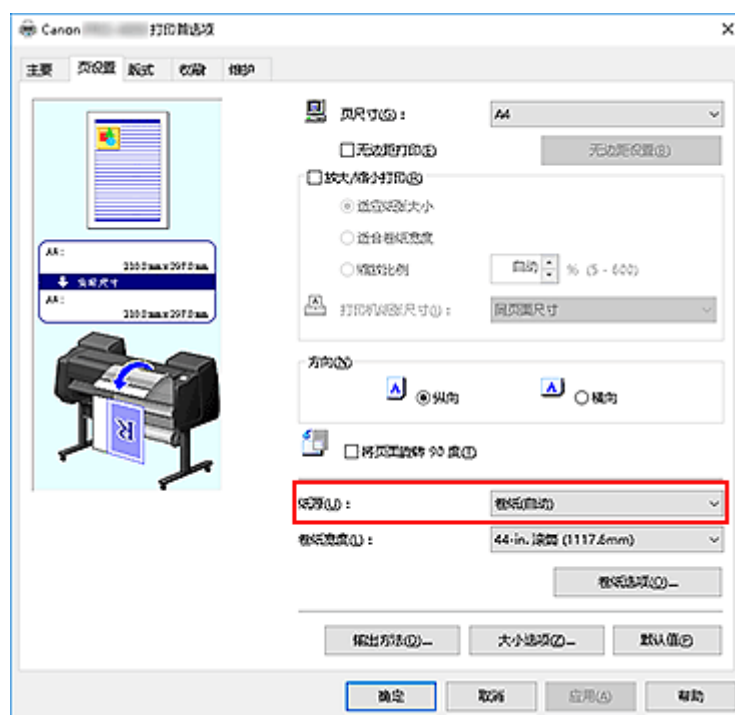 Canon 打印首选项
主要 页设置 版式 收藏 维护
页尺寸(G)： A4
无边距打印(E) 无边距设置(B)
放大/缩小打印(R)
适应纸张大小
适合卷纸宽度
缩放比例 自动 % (5 - 600)
打印机纸张尺寸(I)： 同页面尺寸
A4：
210.0mm x 297.0mm
实际尺寸
A4：
210.0mm x 297.0mm
方向(N)
A 纵向 A 横向
将页面旋转 90 度(T)
纸源(U)： 卷纸(自动)
卷纸宽度(L)： 44-in. 滚筒 (1117.6mm)
卷纸选项(O)...
输出方法(Q)... 大小选项(Z)... 默认值(F)
确定 取消 应用(A) 帮助